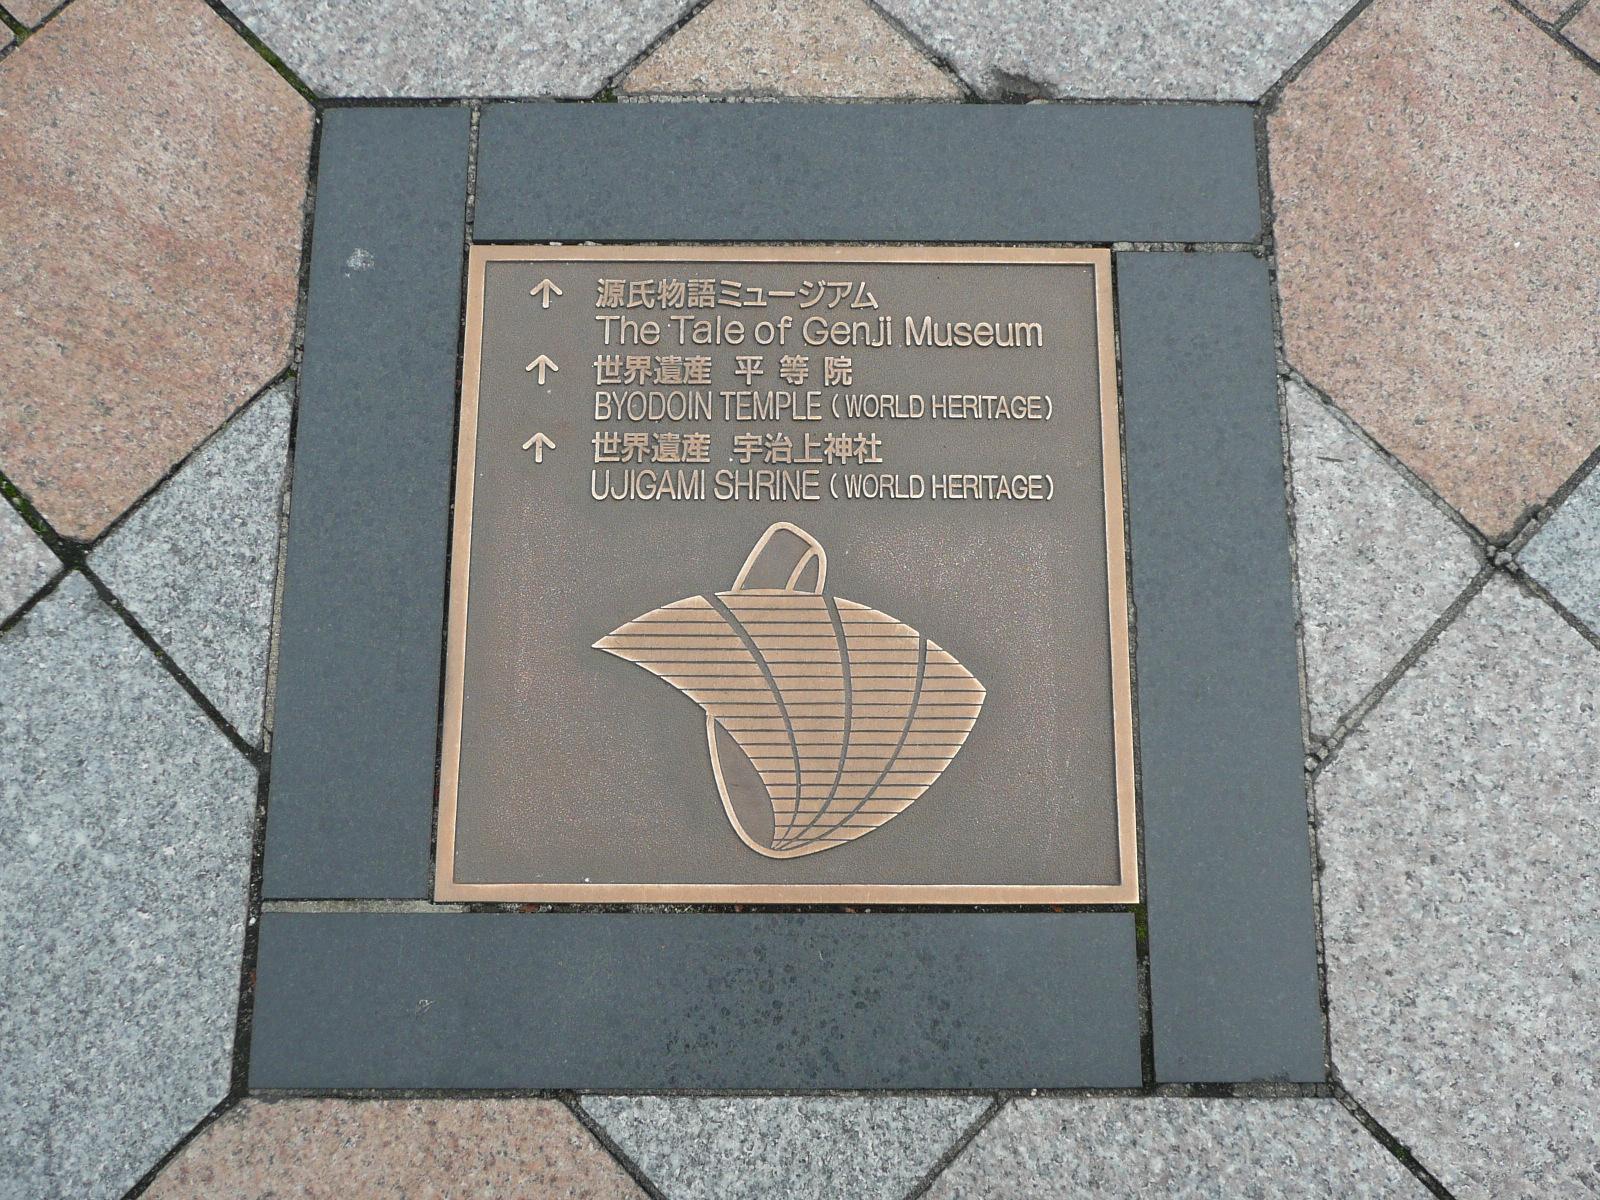 ↑ 源氏物語ミュージアム
The Tale of Genji Museum
↑ 世界遺産 平等院
BYODOIN TEMPLE (WORLD HERITAGE)
↑ 世界遺産 宇治上神社
UJIGAMI SHRINE (WORLD HERITAGE)